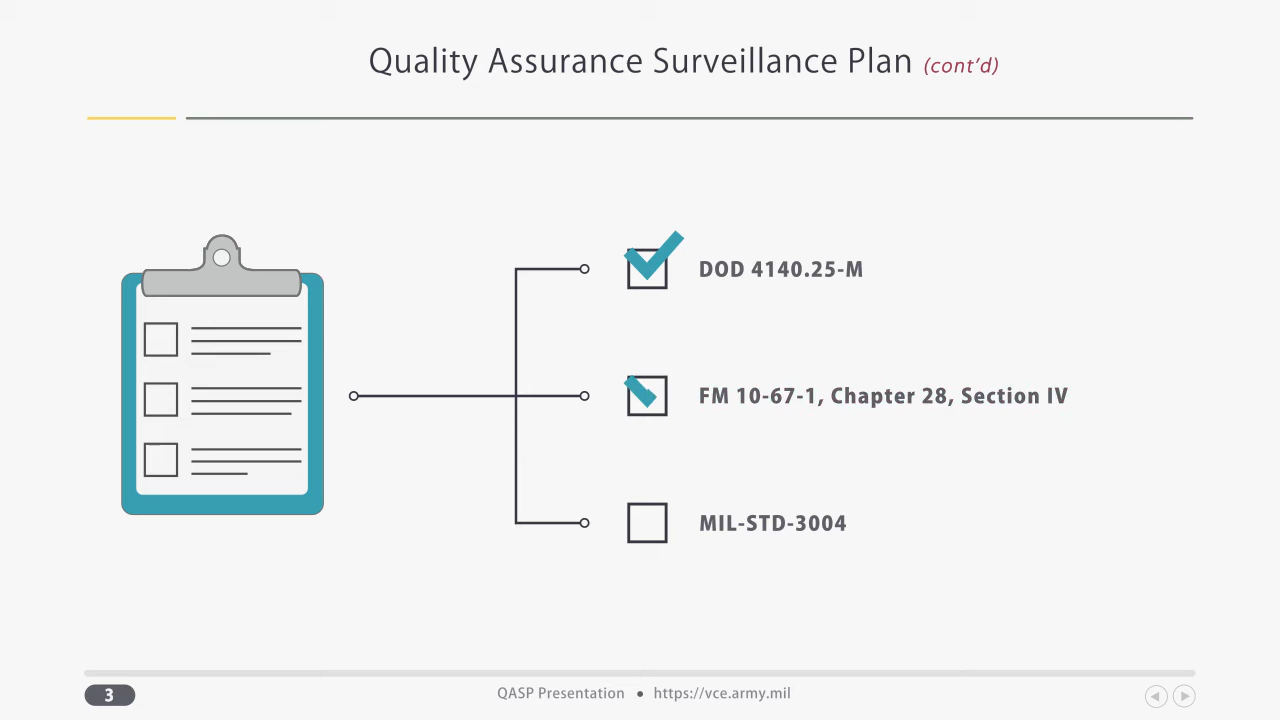 Quality Assurance Surveillance Plan (cont'd)
DOD 4140.25-M
FM 10-67-1, Chapter 28, Section IV
MIL-STD-3004
3
QASP Presentation • https://vce.army.mil